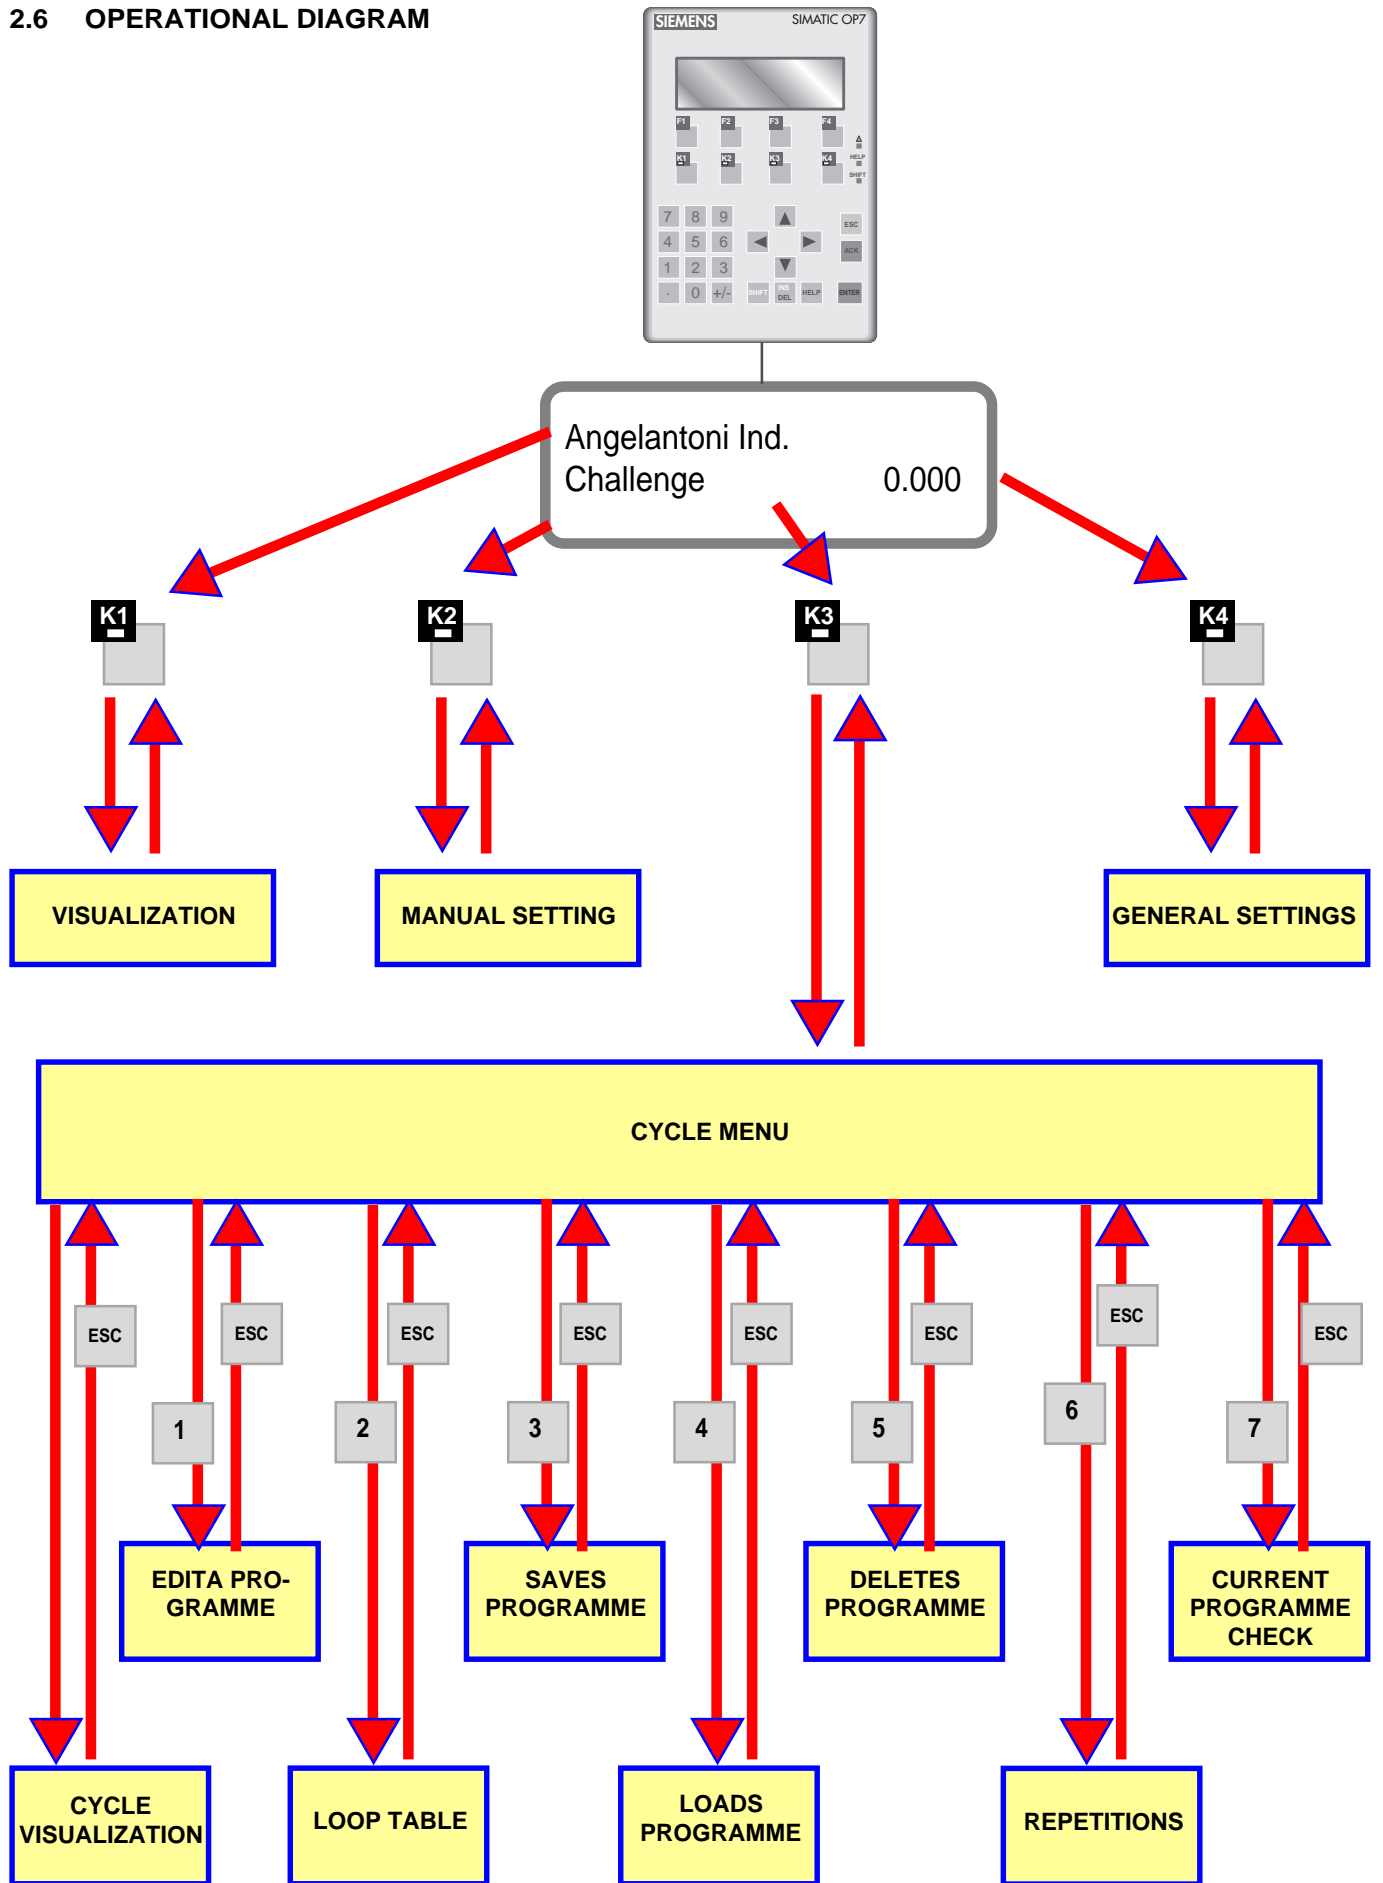 2.6 OPERATIONAL DIAGRAM
SIEMENS SIMATIC OP7
F1 F2 F3 F4
K1 K2 K3 K4
HELP
SHIFT
7 8 9
ESC
4 5 6
ACK
1 2 3
. 0 +/- SHIFT INS DEL HELP ENTER
Angelantoni Ind.
Challenge 0.000
K1 K2 K3 K4
VISUALIZATION MANUAL SETTING GENERAL SETTINGS
CYCLE MENU
ESC ESC ESC ESC ESC ESC ESC ESC
1 2 3 4 5 6 7
EDITA PRO-
GRAMME
SAVES
PROGRAMME
DELETES
PROGRAMME
CURRENT
PROGRAMME
CHECK
CYCLE
VISUALIZATION
LOOP TABLE
LOADS
PROGRAMME
REPETITIONS